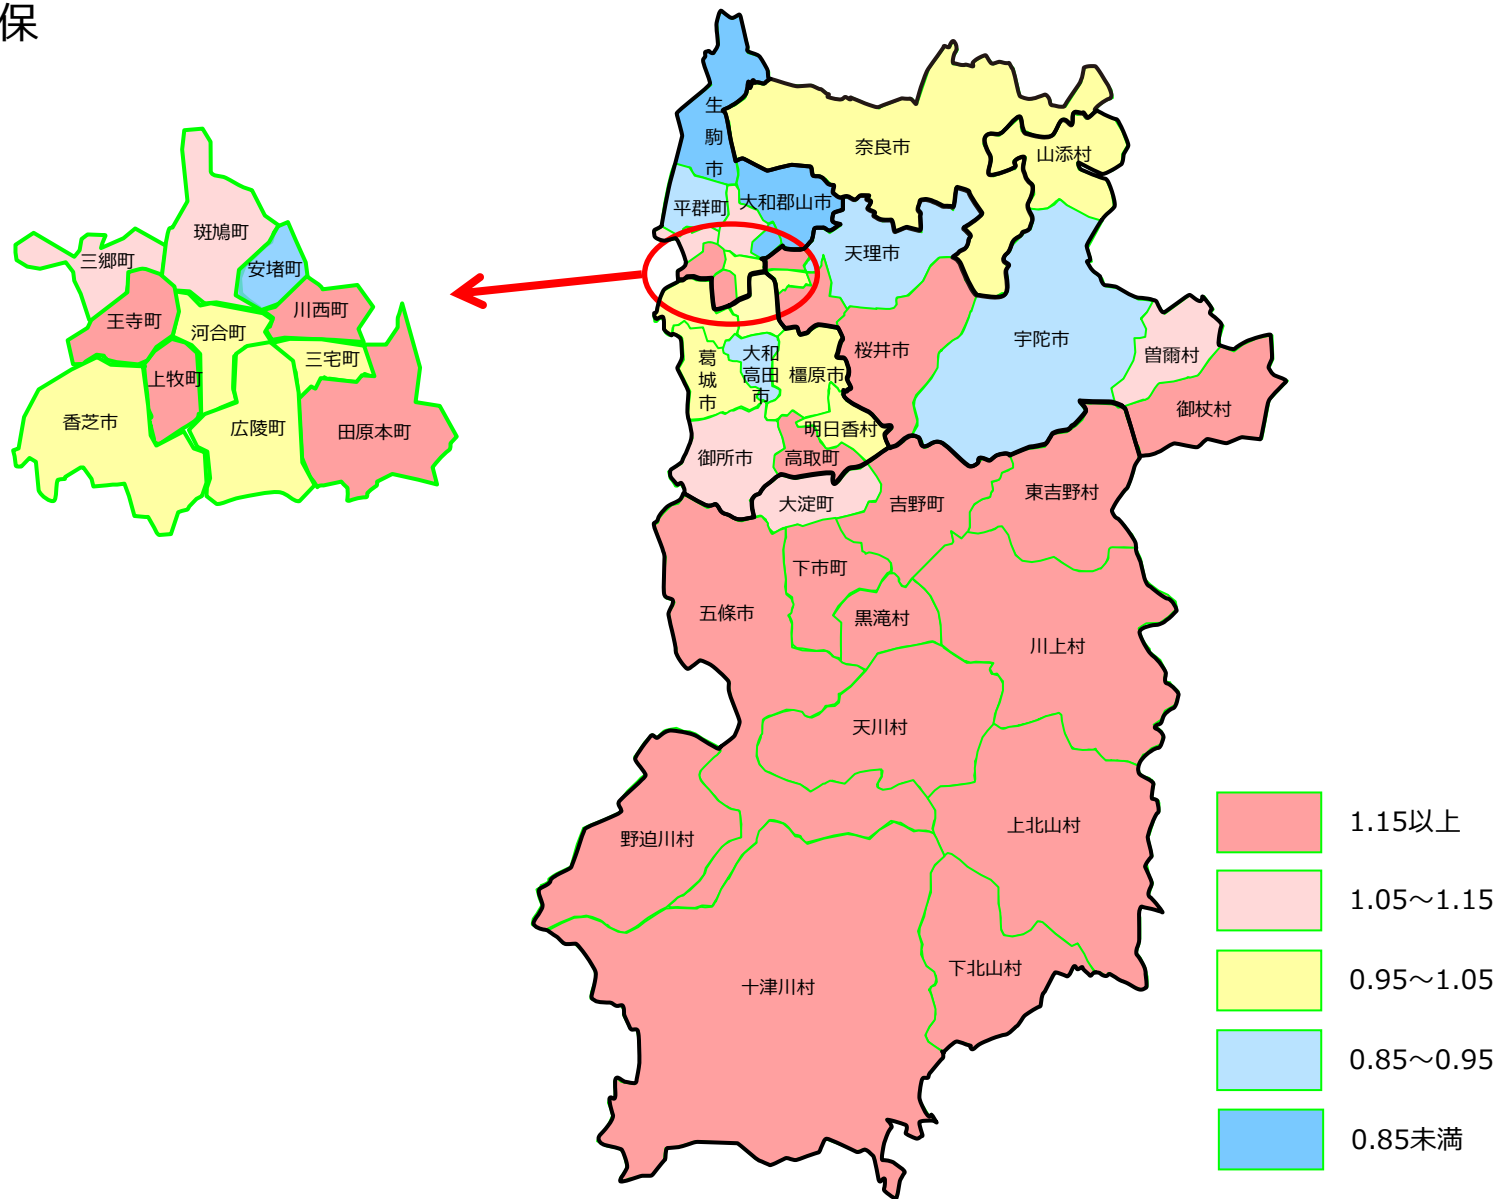 保
生駒市
奈良市
山添村
平群町
大和郡山市
天理市
斑鳩町
三郷町
安堵町
川西町
王寺町
河合町
三宅町
上牧町
香芝市
広陵町
田原本町
葛城市
大和
高田
市
橿原市
桜井市
宇陀市
曽爾村
御杖村
明日香村
御所市
高取町
大淀町
吉野町
東吉野村
下市町
五條市
黒滝村
川上村
天川村
野迫川村
上北山村
下北山村
十津川村
1.15以上
1.05～1.15
0.95～1.05
0.85～0.95
0.85未満